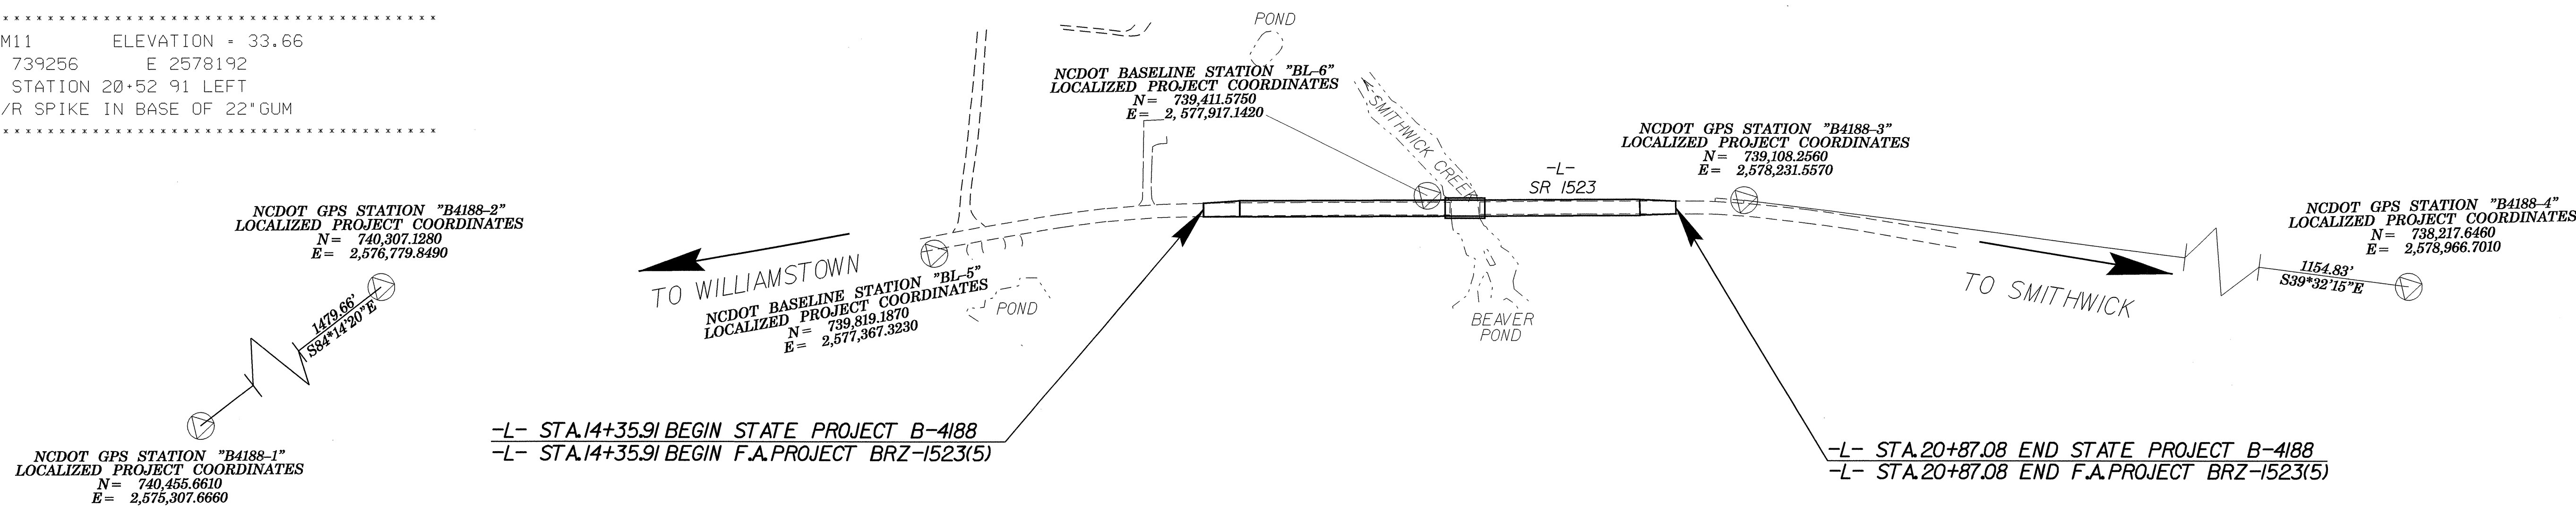 * * * * * * * * * * * * * * * * * * * * * * * * * * * * * * * * * * * * * * *
M11 ELEVATION = 33.66
739256 E 2578192
STATION 20+52 91 LEFT
/R SPIKE IN BASE OF 22"GUM
* * * * * * * * * * * * * * * * * * * * * * * * * * * * * * * * * * * * * * *
POND
NCDOT BASELINE STATION "BL-6"
LOCALIZED PROJECT COORDINATES
N= 739,411.5750
E= 2, 577,917.1420
SMITHWICK CREEK
-L-
SR 1523
NCDOT GPS STATION "B4188-3"
LOCALIZED PROJECT COORDINATES
N= 739,108.2560
E= 2,578,231.5570
NCDOT GPS STATION "B4188-4"
LOCALIZED PROJECT COORDINATES
N= 738,217.6460
E= 2,578,966.7010
1154.83'
S39*32'15"E
NCDOT GPS STATION "B4188-2"
LOCALIZED PROJECT COORDINATES
N= 740,307.1280
E= 2,576,779.8490
1479.66'
S84*14'20"E
TO WILLIAMSTOWN
NCDOT BASELINE STATION "BL-5"
LOCALIZED PROJECT COORDINATES
N= 739,819.1870
E= 2,577,367.3230
POND
BEAVER
POND
TO SMITHWICK
-L- STA.14+35.91 BEGIN STATE PROJECT B-4188
-L- STA.14+35.91 BEGIN F.A.PROJECT BRZ-1523(5)
-L- STA.20+87.08 END STATE PROJECT B-4188
-L- STA.20+87.08 END F.A.PROJECT BRZ-1523(5)
NCDOT GPS STATION "B4188-1"
LOCALIZED PROJECT COORDINATES
N= 740,455.6610
E= 2,575,307.6660